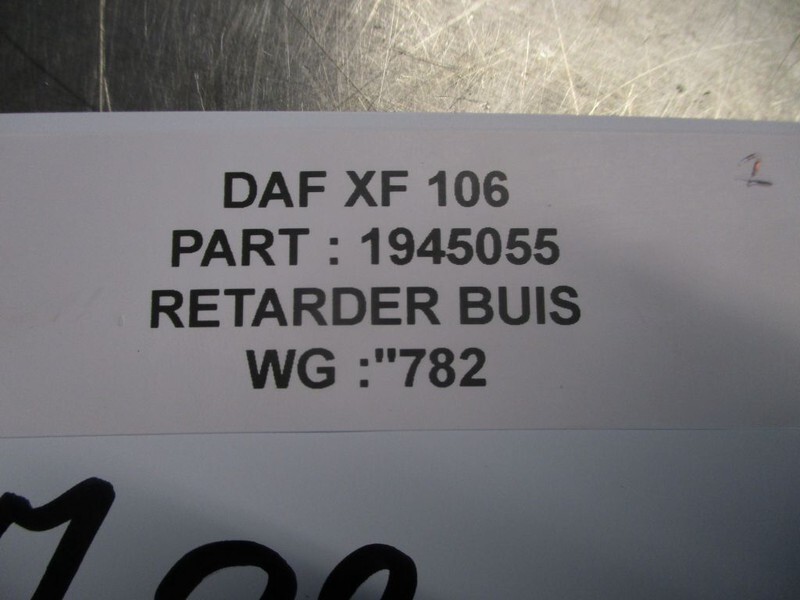 DAF XF 106
PART : 1945055
RETARDER BUIS
WG :"782